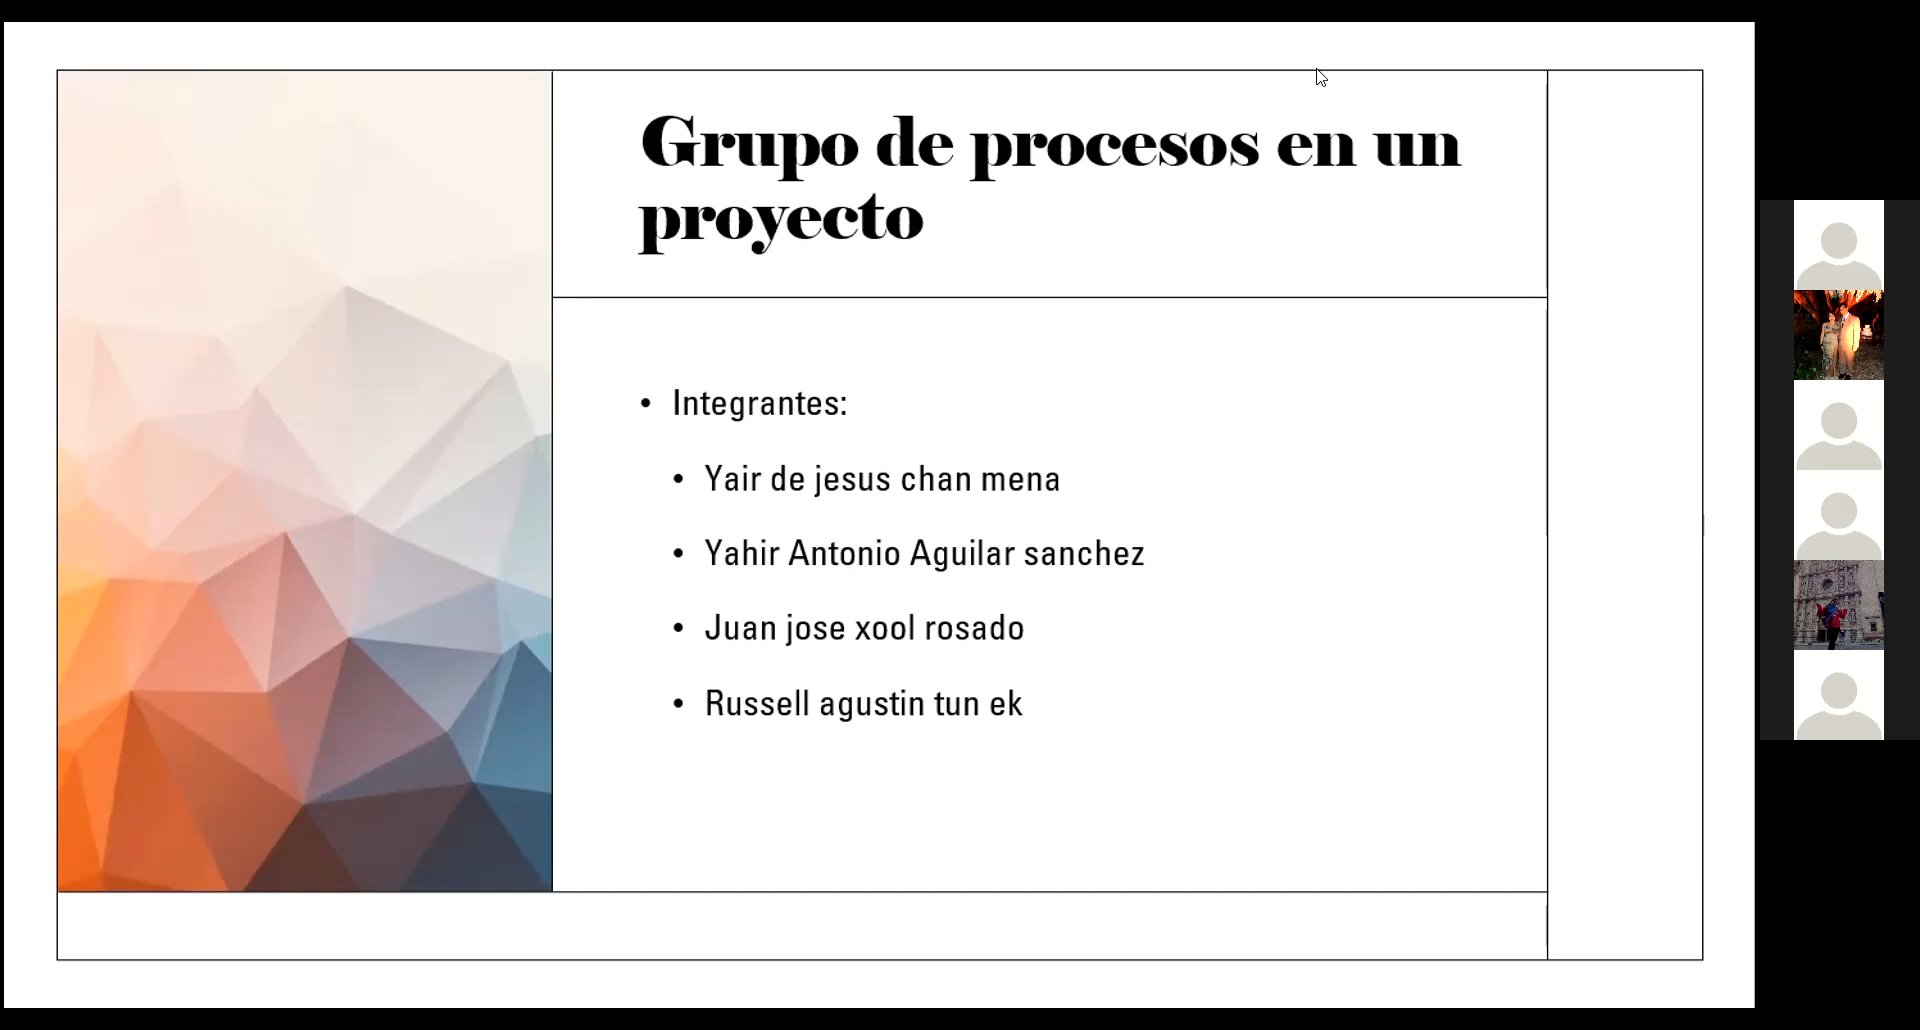 Grupo de procesos en un
proyecto
• Integrantes:
• Yair de jesus chan mena
• Yahir Antonio Aguilar sanchez
• Juan jose xool rosado
• Russell agustin tun ek